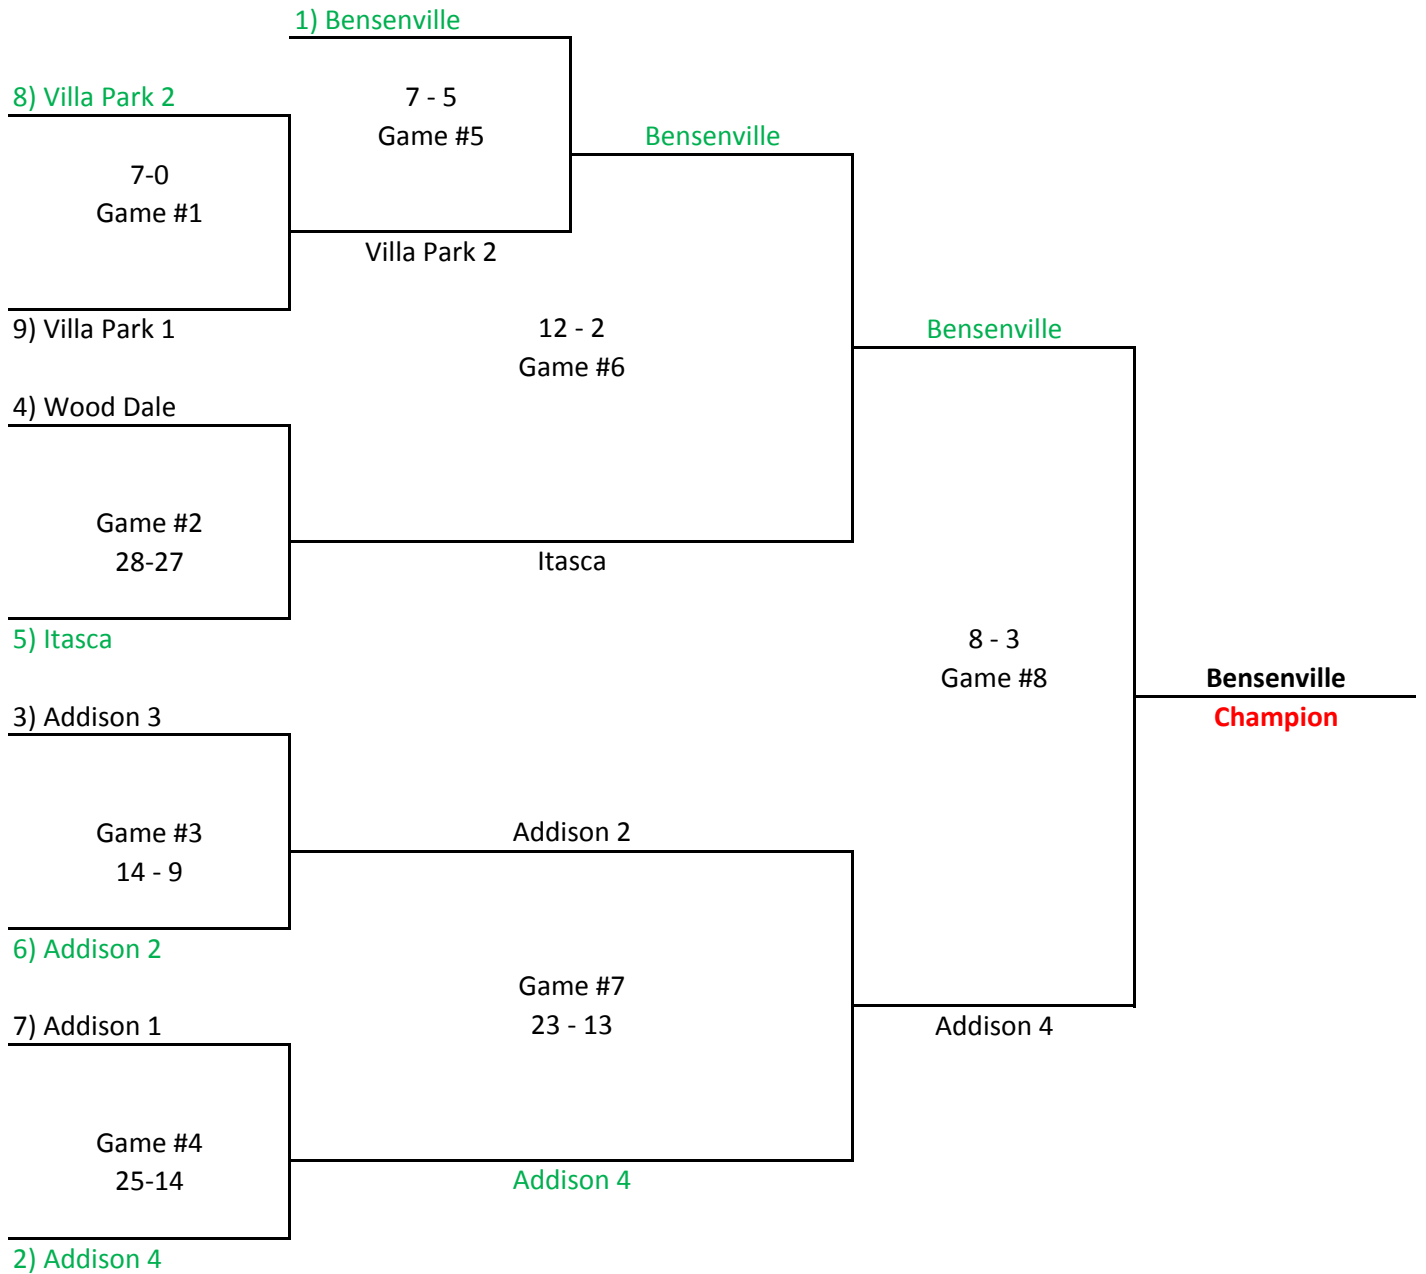 1) Bensenville
8) Villa Park 2
7 - 5
Game #5
Bensenville
7-0
Game #1
Villa Park 2
9) Villa Park 1
12 - 2
Game #6
Bensenville
4) Wood Dale
Game #2
28-27
Itasca
5) Itasca
8 - 3
Game #8
Bensenville
Champion
3) Addison 3
Game #3
14 - 9
Addison 2
6) Addison 2
Game #7
23 - 13
7) Addison 1
Addison 4
Game #4
25-14
Addison 4
2) Addison 4